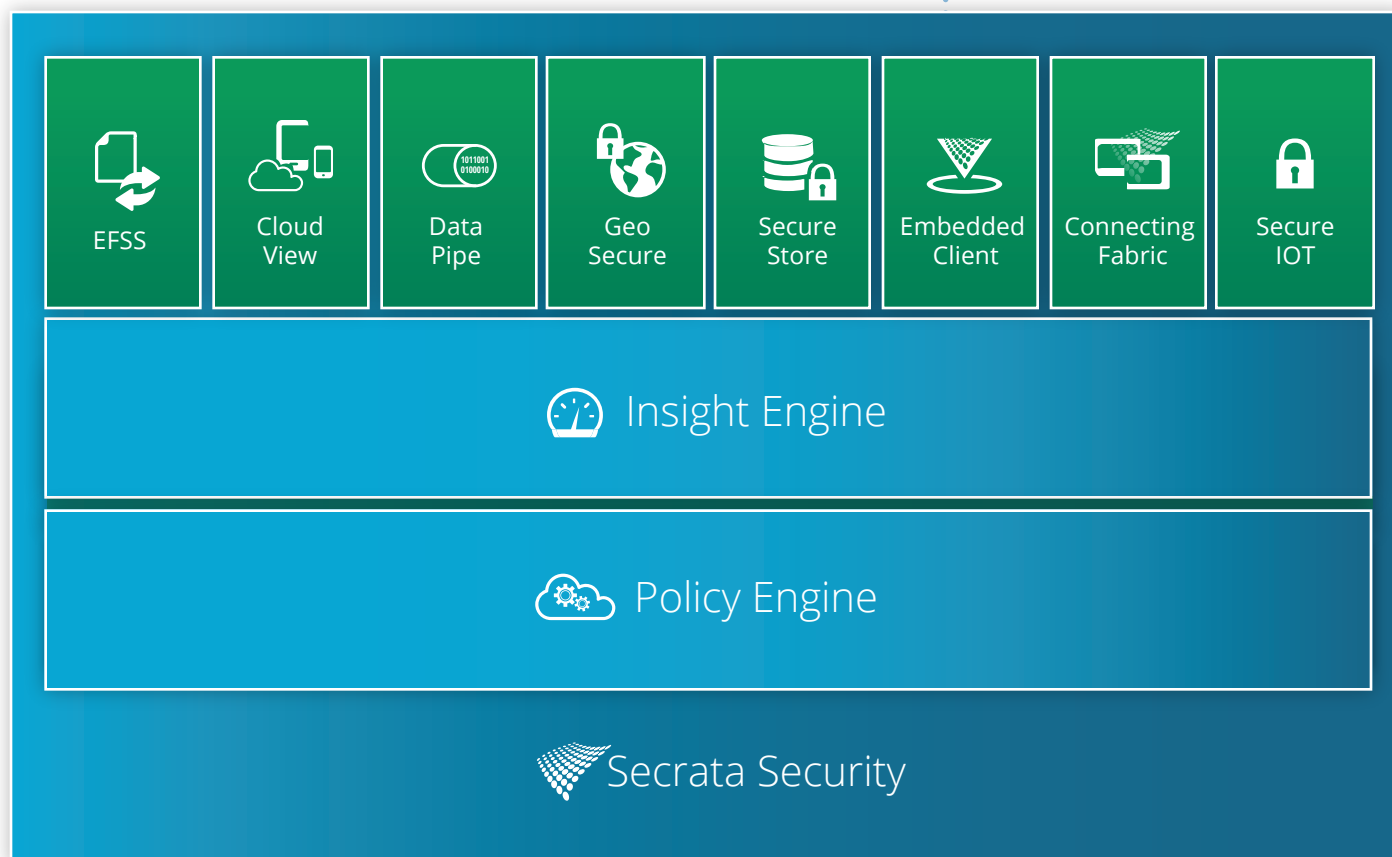 EFSS
Cloud
View
1011001
0100010
Data
Pipe
Geo
Secure
Secure
Store
Embedded
Client
Connecting
Fabric
Secure
IOT
Insight Engine
Policy Engine
Secrata Security